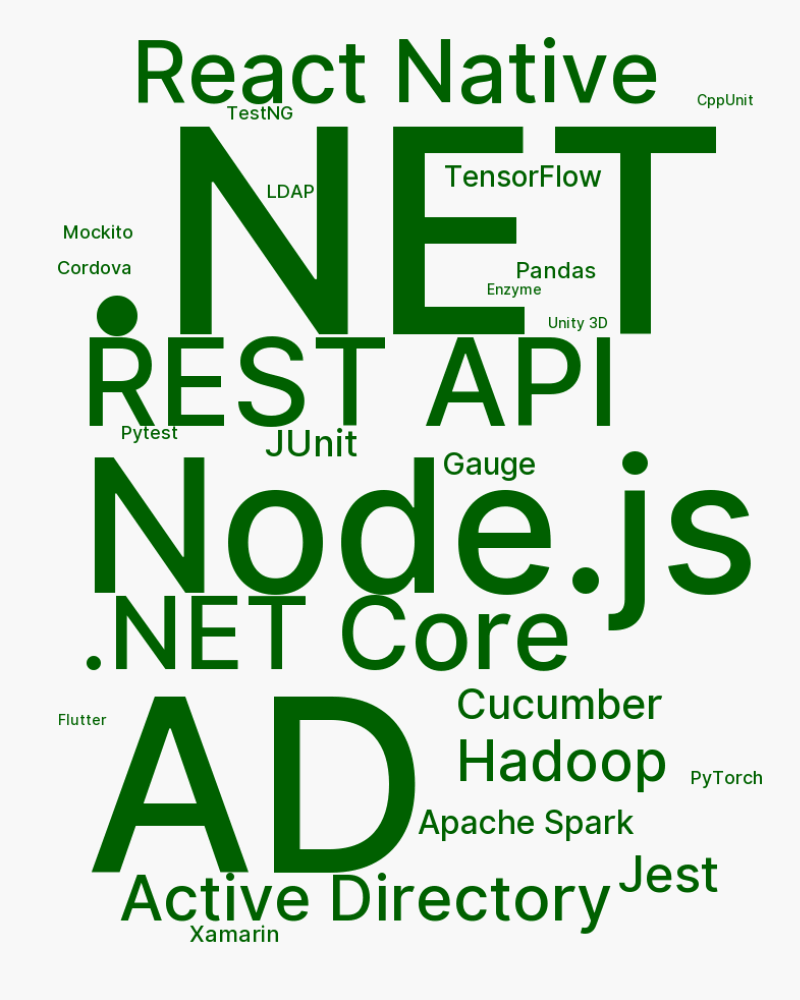 React Native
CppUnit
TestNG
.NET
TensorFlow
LDAP
Mockito
Cordova
Pandas
Enzyme
Unity 3D
REST API
Pytest
JUnit
Gauge
Node.js
.NET Core
Cucumber
Flutter
AD
Hadoop
PyTorch
Apache Spark
Jest
Active Directory
Xamarin